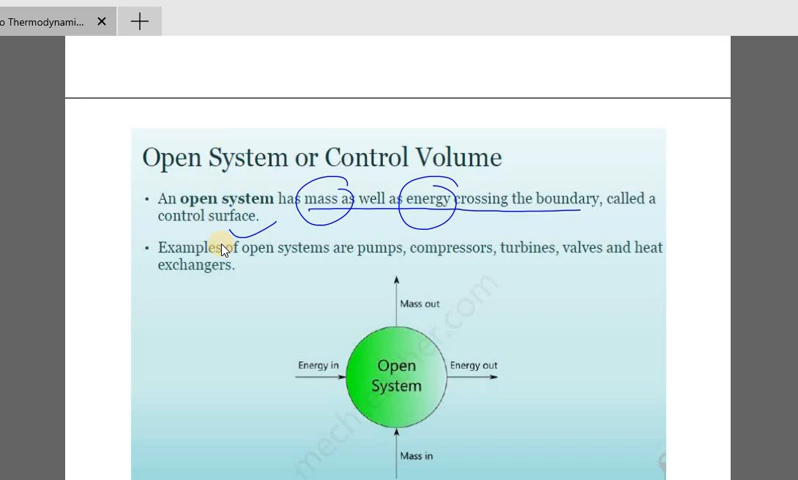 o Thermodynami...
Open System or Control Volume
• An open system has mass as well as energy crossing the boundary, called a
control surface.
• Examples of open systems are pumps, compressors, turbines, valves and heat
exchangers.
Mass out
Energy in
Open
System
Energy out
Mass in